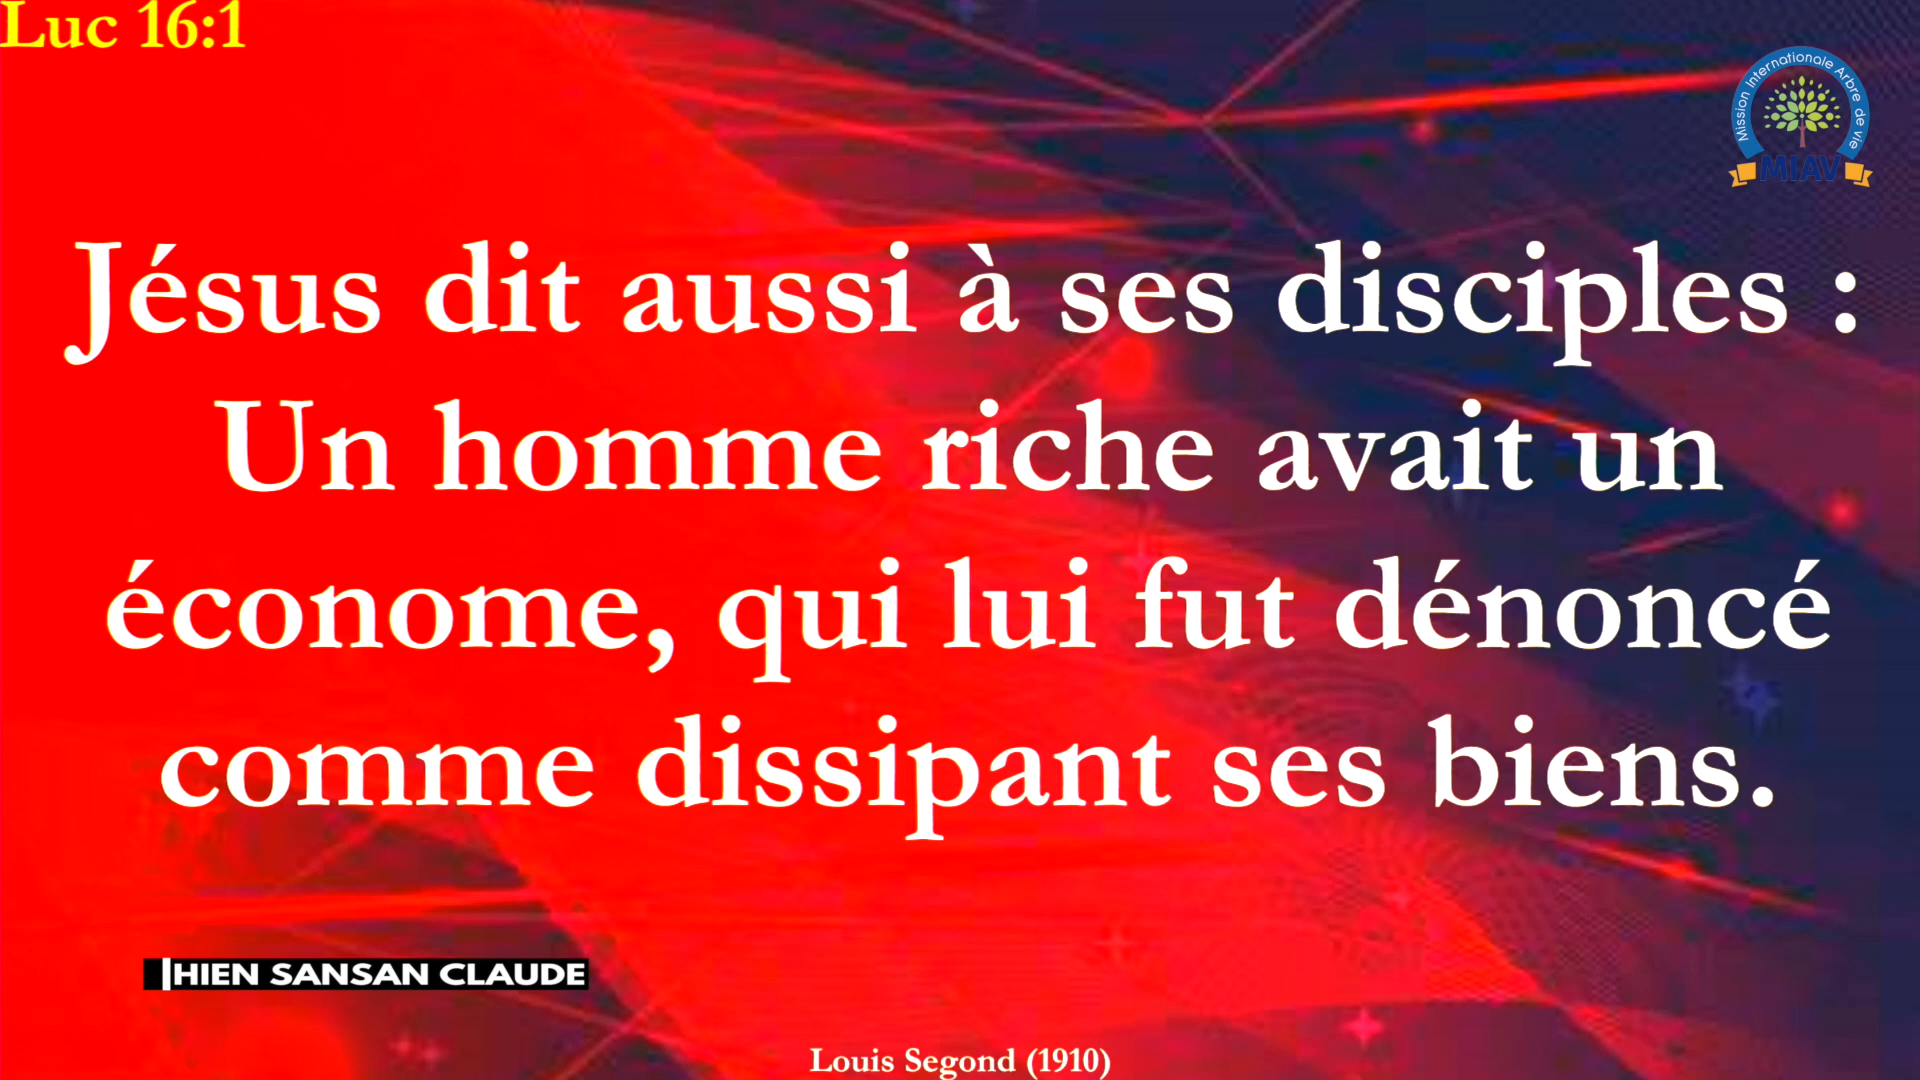 Luc 16:1
Mission Internationale Arbre de vie
MIAV
Jésus dit aussi à ses disciples :
Un homme riche avait un
économe, qui lui fut dénoncé
comme dissipant ses biens.
HIEN SANSAN CLAUDE
Louis Segond (1910)